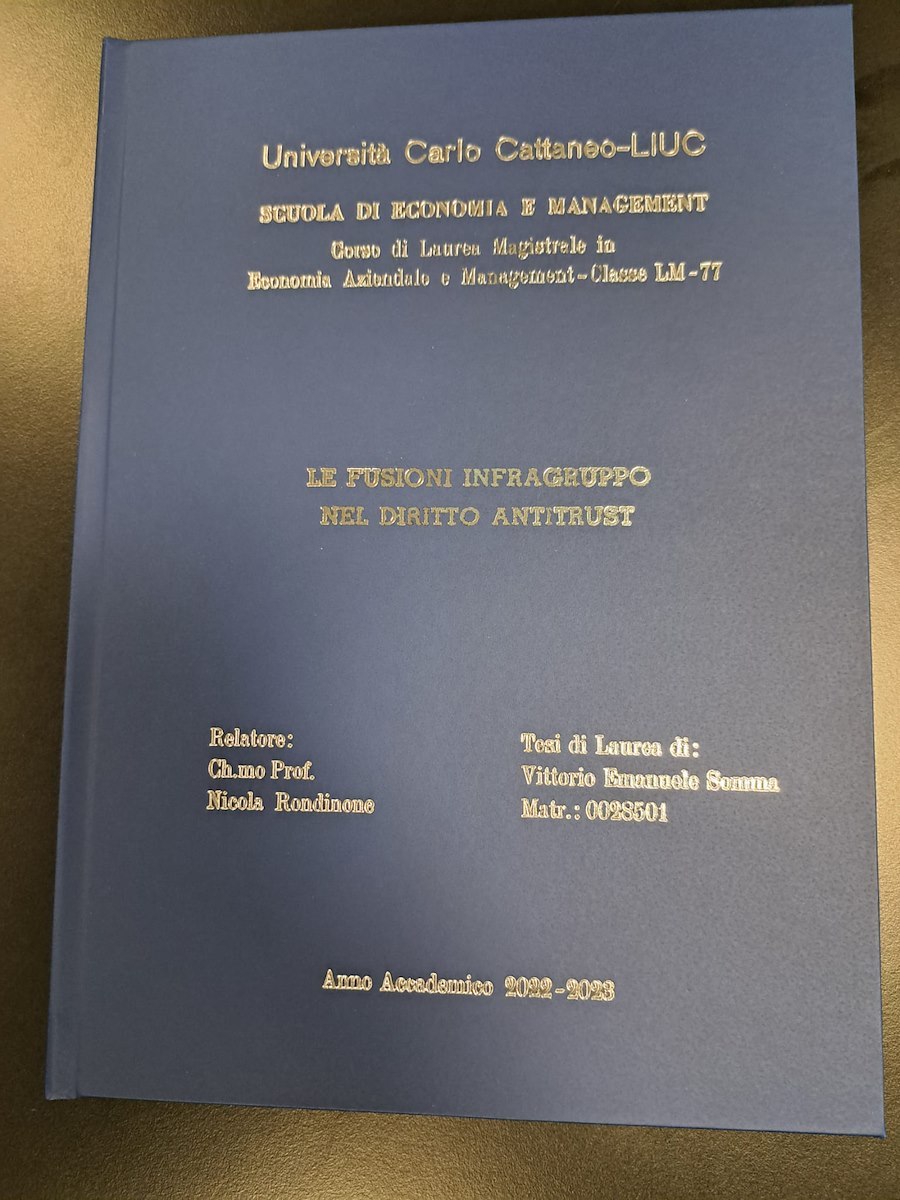 Università Carlo Cattaneo-LIUC
SCUOLA DI ECONOMIA E MANAGEMENT
Corso di Laurea Magistrale in
Economia Aziendale e Management-Classe LM-77
LE FUSIONI INFRAGRUPPO
NEL DIRITTO ANTITRUST
Relatore:
Ch.mo Prof.
Nicola Rondinone
Tesi di Laurea di:
Vittorio Emanuele Somma
Matr.: 0028501
Anno Accademico 2022-2023